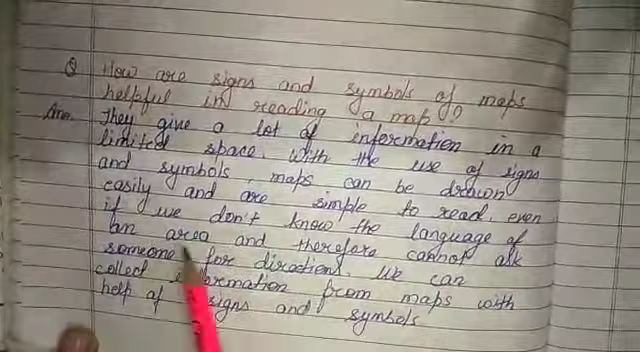 Q How are signs and symbols of maps
helpful in reading a map??
Ans. They give a lot of information in a
limited space. With the use of signs
and symbols, maps can be drawn
easily and are simple to read, even
if we don't know the language of
an area and therefore cannot ask
someone for directions. We can
collect information from maps with
help of signs and symbols